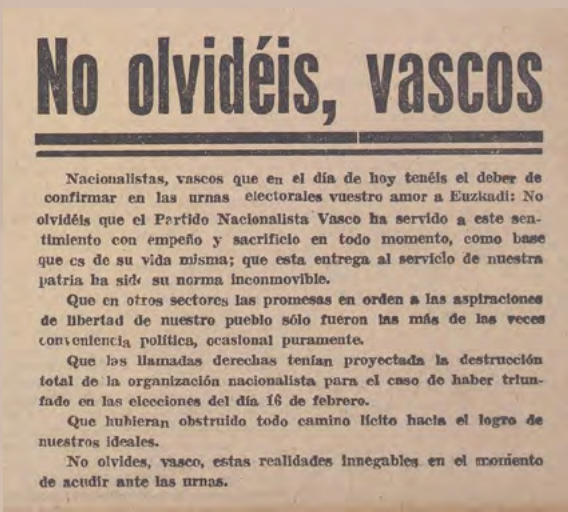 No olvidéis, vascos
Nacionalistas, vascos que en el día de hoy tenéis el deber de
confirmar en las urnas electorales vuestro amor a Euzkadi: No
olvidéis que el Partido Nacionalista Vasco ha servido a este sen-
timiento con empeño y sacrificio en todo momento, como base
que es de su vida misma; que esta entrega al servicio de nuestra
patria ha sido su norma inconmovible.
Que en otros sectores las promesas en orden a las aspiraciones
de libertad de nuestro pueblo sólo fueron las más de las veces
conveniencia política, ocasional puramente.
Que las llamadas derechas tenían proyectada la destrucción
total de la organización nacionalista para el caso de haber triun-
fado en las elecciones del día 16 de febrero.
Que hubieran obstruido todo camino lícito hacia el logro de
nuestros ideales.
No olvides, vasco, estas realidades innegables en el momento
de acudir ante las urnas.